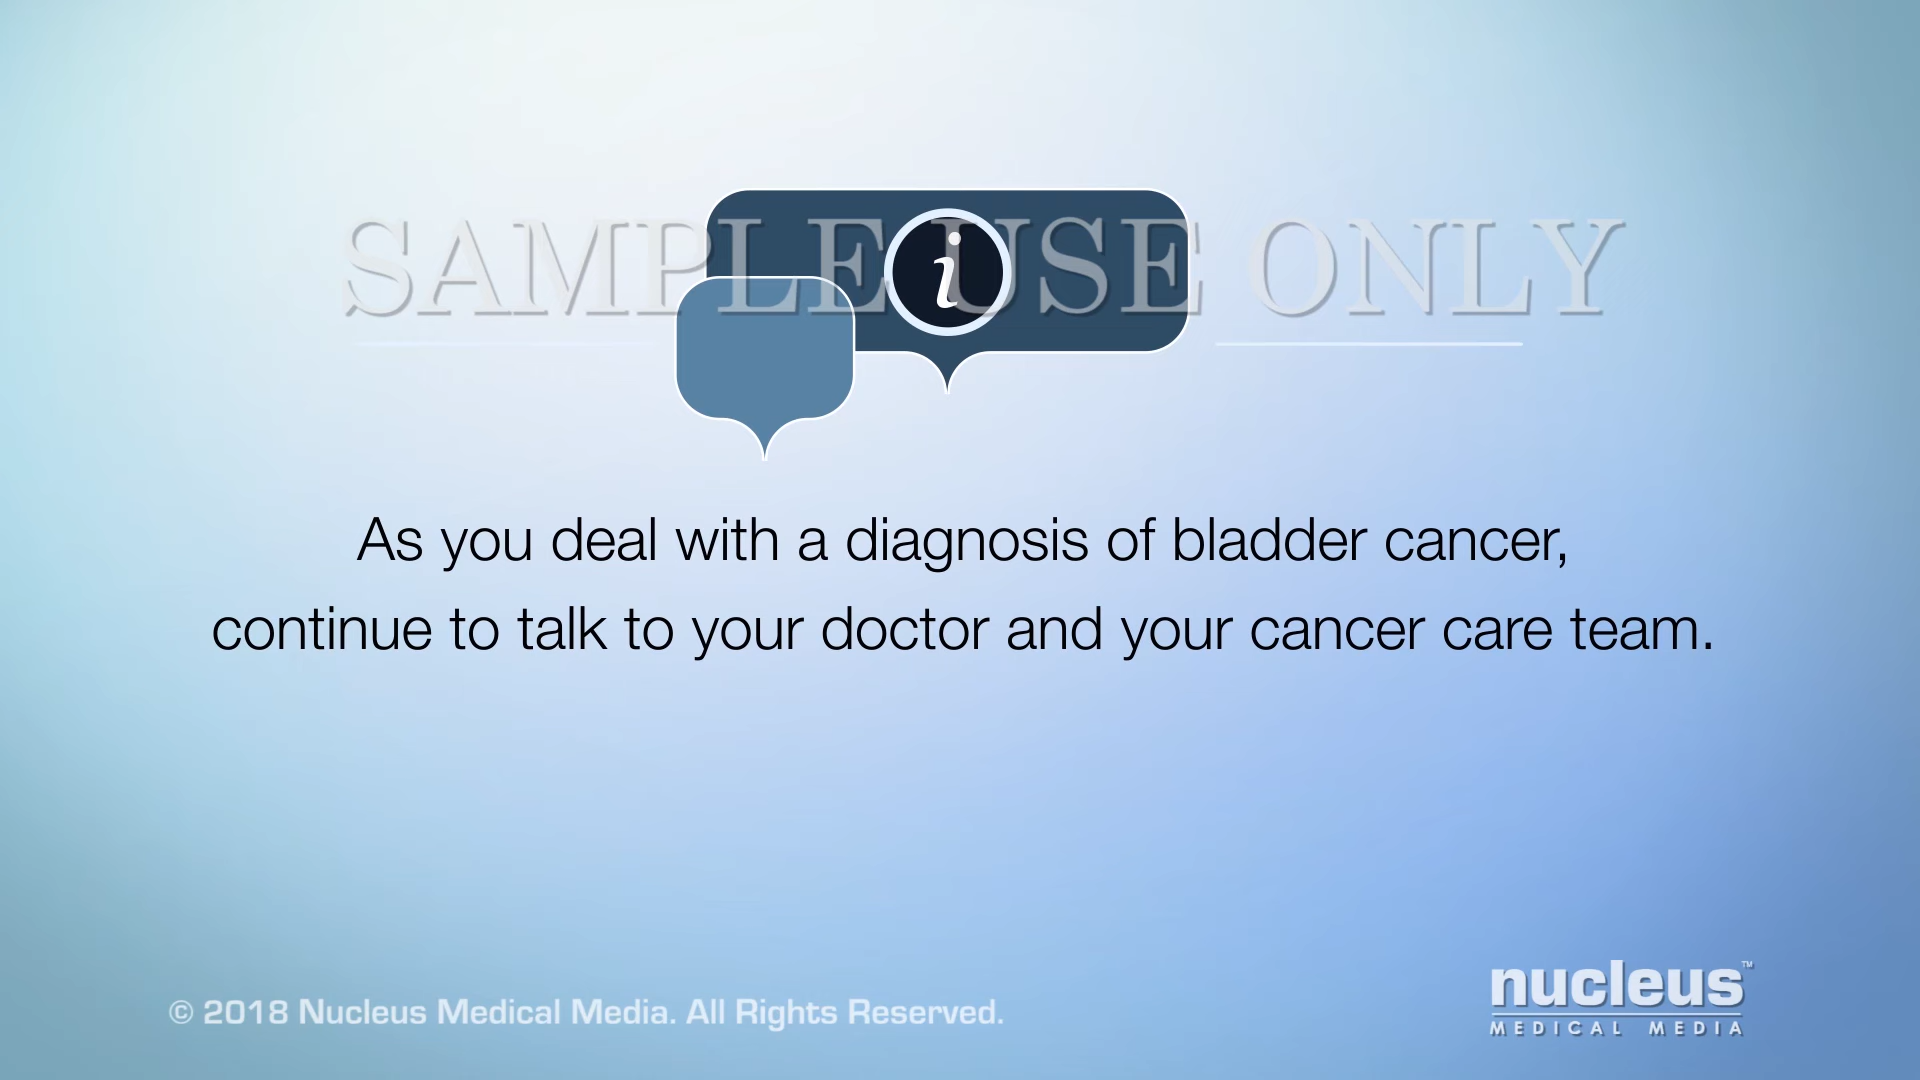 SAMPLE USE ONLY
i
As you deal with a diagnosis of bladder cancer,
continue to talk to your doctor and your cancer care team.
© 2018 Nucleus Medical Media. All Rights Reserved.
nucleus™
MEDICAL MEDIA